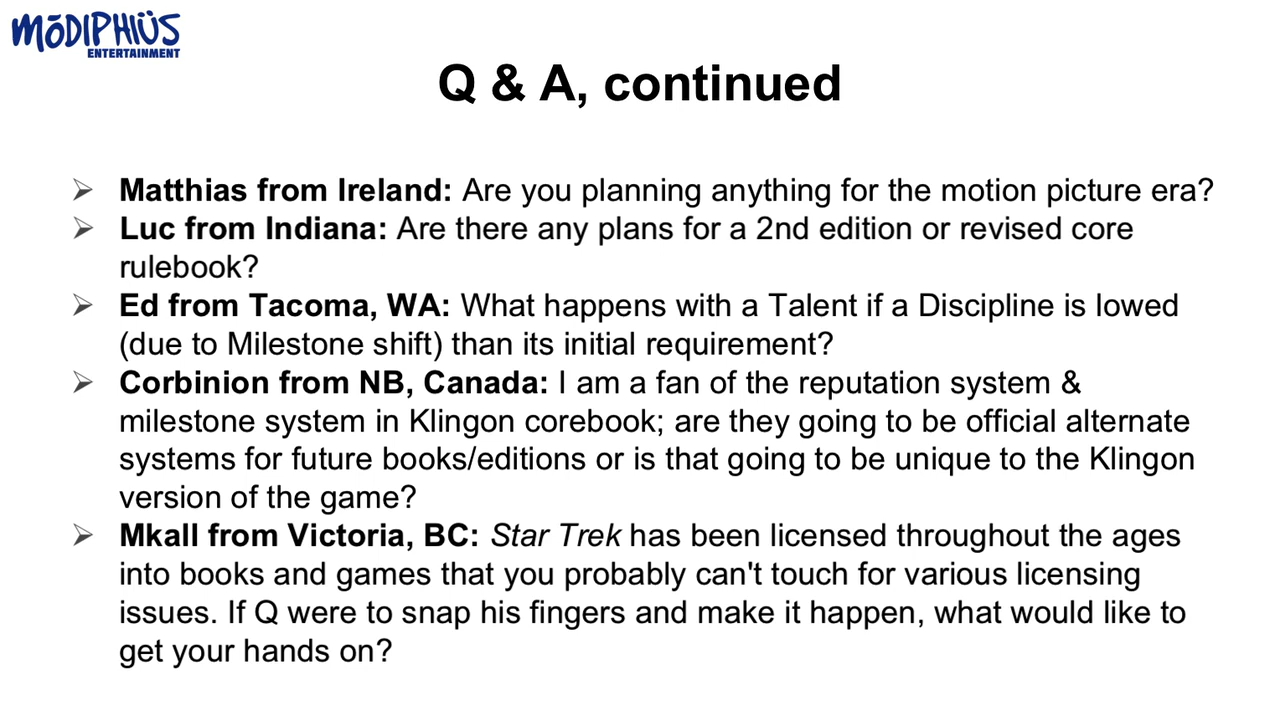 MŌDIPHIÜS
ENTERTAINMENT
Q & A, continued
➢ Matthias from Ireland: Are you planning anything for the motion picture era?
➢ Luc from Indiana: Are there any plans for a 2nd edition or revised core
rulebook?
➢ Ed from Tacoma, WA: What happens with a Talent if a Discipline is lowed
(due to Milestone shift) than its initial requirement?
➢ Corbinion from NB, Canada: I am a fan of the reputation system &
milestone system in Klingon corebook; are they going to be official alternate
systems for future books/editions or is that going to be unique to the Klingon
version of the game?
➢ Mkall from Victoria, BC: Star Trek has been licensed throughout the ages
into books and games that you probably can't touch for various licensing
issues. If Q were to snap his fingers and make it happen, what would like to
get your hands on?